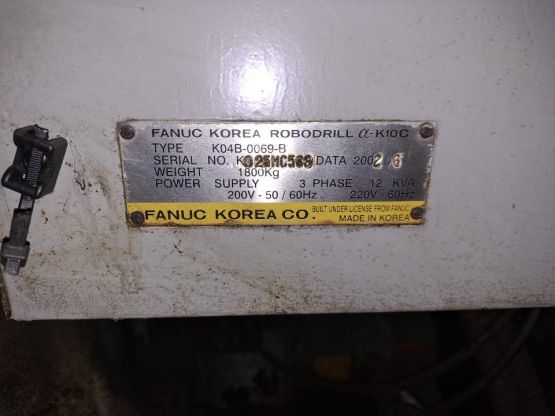 FANUC KOREA ROBODRILL α-K10C
TYPE K04B-0069-B
SERIAL NO. K 025MC588 DATA 2002 6
WEIGHT 1800Kg
POWER SUPPLY 3 PHASE 12 KVA
200V - 50 / 60Hz . 220V - 60Hz
FANUC KOREA CO. BUILT UNDER LICENSE FROM FANUC
MADE IN KOREA